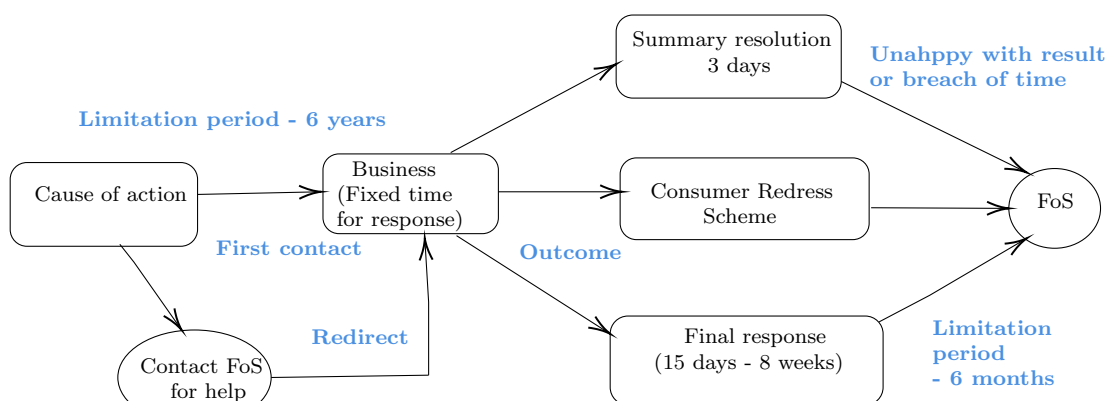 Summary resolution
3 days
Unahppy with result
or breach of time
Limitation period - 6 years
Cause of action
Business
(Fixed time
for response)
Consumer Redress
Scheme
FoS
First contact
Outcome
Redirect
Contact FoS
for help
Final response
(15 days - 8 weeks)
Limitation
period
- 6 months